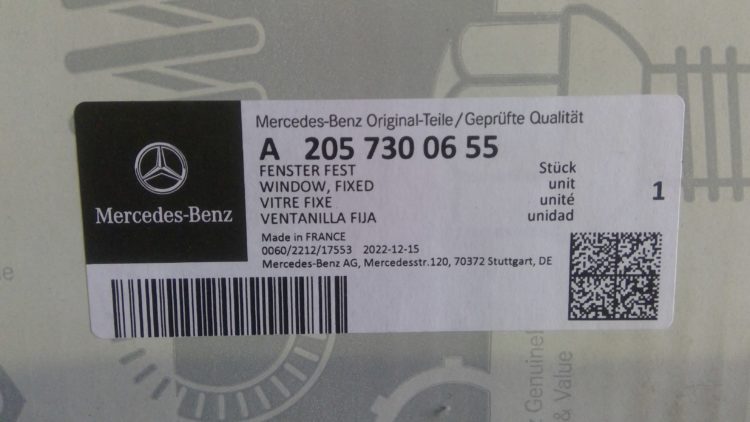 Mercedes-Benz Original-Teile/Geprüfte Qualität
A 205 730 06 55
FENSTER FEST Stück
WINDOW, FIXED unit 1
VITRE FIXE unité
VENTANILLA FIJA unidad
Mercedes-Benz
Made in FRANCE
0060/2212/17553 2022-12-15
Mercedes-Benz AG, Mercedesstr.120, 70372 Stuttgart, DE
& Value